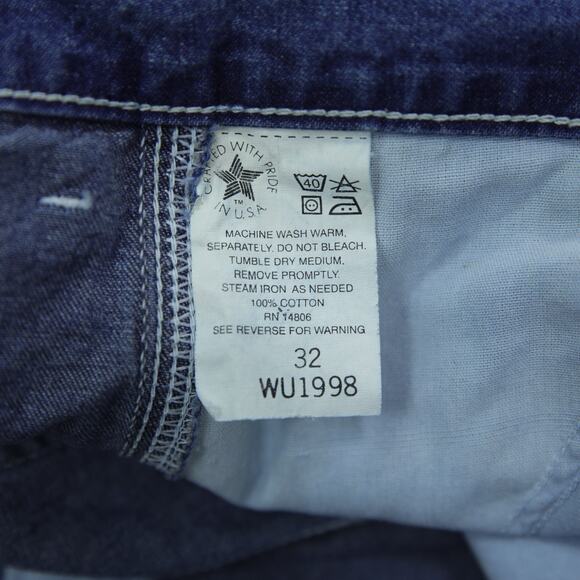 CRAFTED WITH PRIDE
IN U.S.A
TM
40
MACHINE WASH WARM,
SEPARATELY. DO NOT BLEACH.
TUMBLE DRY MEDIUM,
REMOVE PROMPTLY.
STEAM IRON AS NEEDED
100% COTTON
RN 14806
SEE REVERSE FOR WARNING
32
WU1998